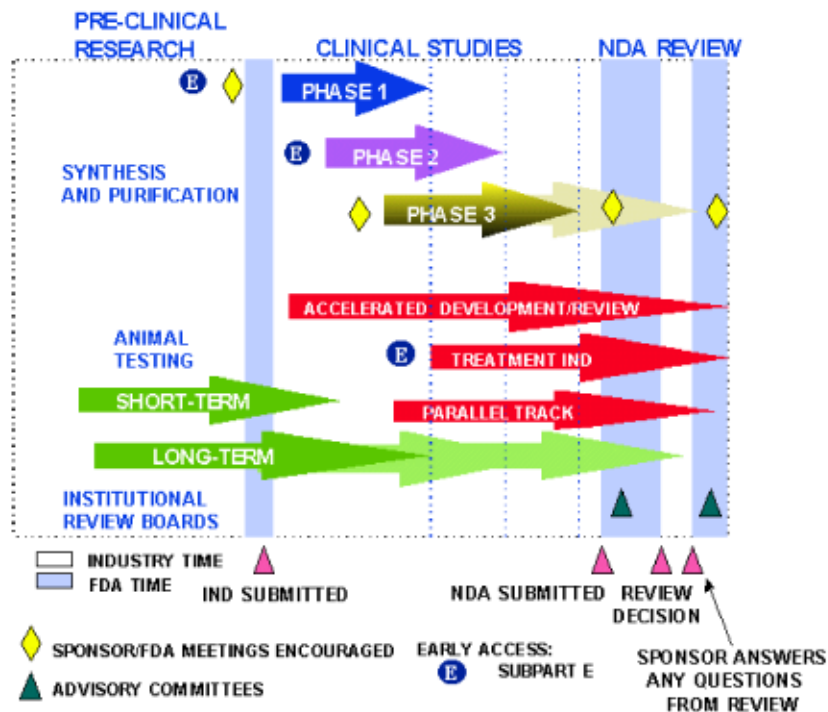 PRE-CLINICAL
RESEARCH
CLINICAL STUDIES
NDA REVIEW
E
PHASE 1
E
PHASE 2
SYNTHESIS
AND PURIFICATION
PHASE 3
ACCELERATED DEVELOPMENT/REVIEW
ANIMAL
TESTING
E
TREATMENT IND
SHORT-TERM
PARALLEL TRACK
LONG-TERM
INSTITUTIONAL
REVIEW BOARDS
INDUSTRY TIME
FDA TIME
IND SUBMITTED
NDA SUBMITTED
REVIEW
DECISION
SPONSOR/FDA MEETINGS ENCOURAGED
ADVISORY COMMITTEES
EARLY ACCESS:
E SUBPART E
SPONSOR ANSWERS
ANY QUESTIONS
FROM REVIEW